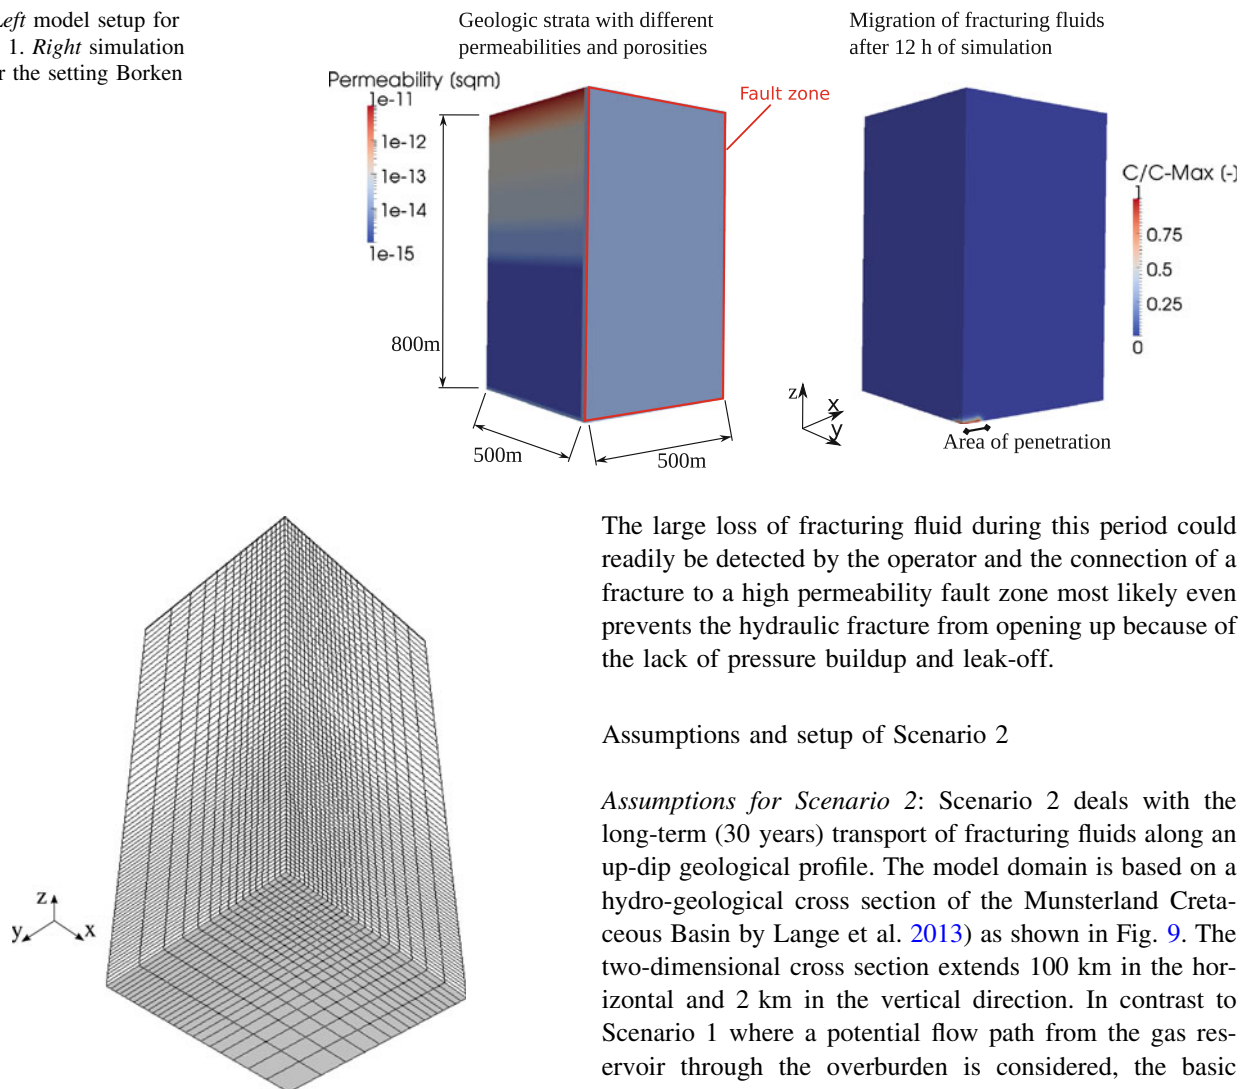 Left model setup for
1. Right simulation
r the setting Borken
Geologic strata with different
permeabilities and porosities
Migration of fracturing fluids
after 12 h of simulation
Permeability (sqm)
1e-11
1e-12
1e-13
1e-14
1e-15
Fault zone
800m
500m
500m
z
x
y
C/C-Max (-)
1
0.75
0.5
0.25
0
Area of penetration
z
y
x
The large loss of fracturing fluid during this period could
readily be detected by the operator and the connection of a
fracture to a high permeability fault zone most likely even
prevents the hydraulic fracture from opening up because of
the lack of pressure buildup and leak-off.
Assumptions and setup of Scenario 2
Assumptions for Scenario 2: Scenario 2 deals with the
long-term (30 years) transport of fracturing fluids along an
up-dip geological profile. The model domain is based on a
hydro-geological cross section of the Munsterland Creta-
ceous Basin by Lange et al. 2013) as shown in Fig. 9. The
two-dimensional cross section extends 100 km in the hor-
izontal and 2 km in the vertical direction. In contrast to
Scenario 1 where a potential flow path from the gas res-
ervoir through the overburden is considered, the basic